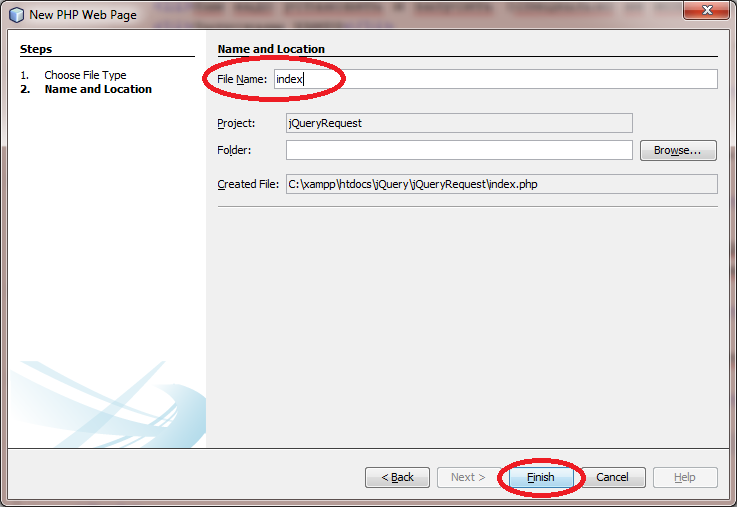 New PHP Web Page
Steps
1. Choose File Type
2. Name and Location
Name and Location
File Name: index
Project: jQueryRequest
Folder:
Browse...
Created File: C:\xampp\htdocs\jQuery\jQueryRequest\index.php
< Back
Next >
Finish
Cancel
Help